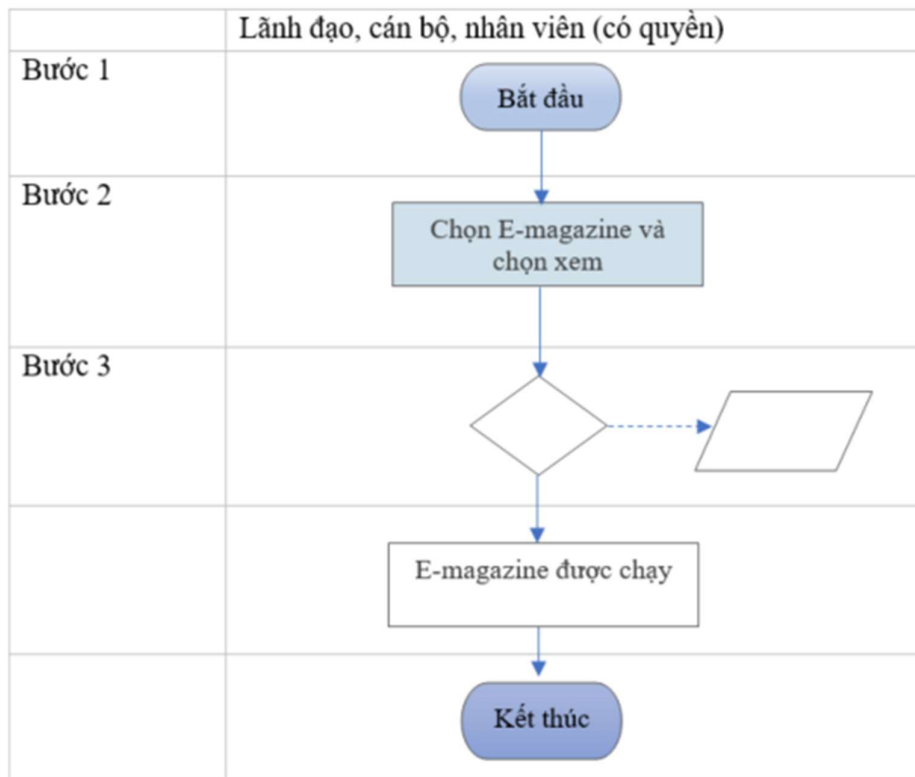 Lãnh đạo, cán bộ, nhân viên (có quyền)
Bước 1
Bắt đầu
Bước 2
Chọn E-magazine và
chọn xem
Bước 3
E-magazine được chạy
Kết thúc